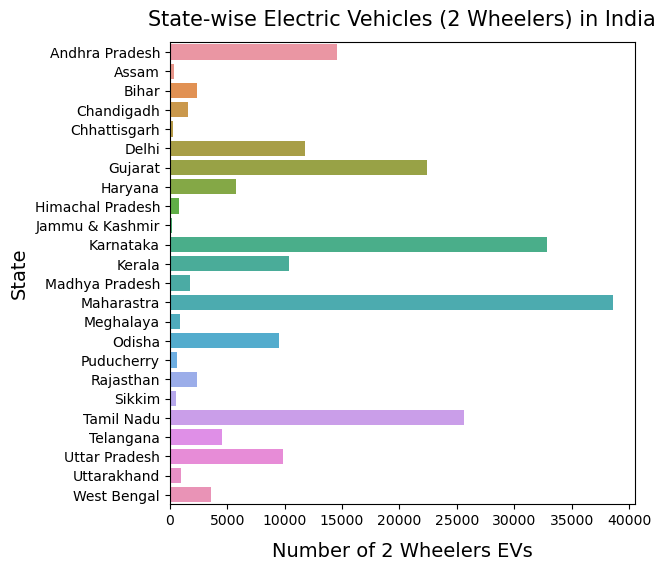 State-wise Electric Vehicles (2 Wheelers) in India
Andhra Pradesh
Assam
Bihar
Chandigadh
Chhattisgarh
Delhi
Gujarat
Haryana
Himachal Pradesh
Jammu & Kashmir
Karnataka
Kerala
Madhya Pradesh
Maharastra
Meghalaya
Odisha
Puducherry
Rajasthan
Sikkim
Tamil Nadu
Telangana
Uttar Pradesh
Uttarakhand
West Bengal
State
0 5000 10000 15000 20000 25000 30000 35000 40000
Number of 2 Wheelers EVs